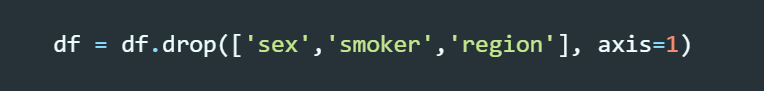 df = df.drop(['sex','smoker','region'], axis=1)